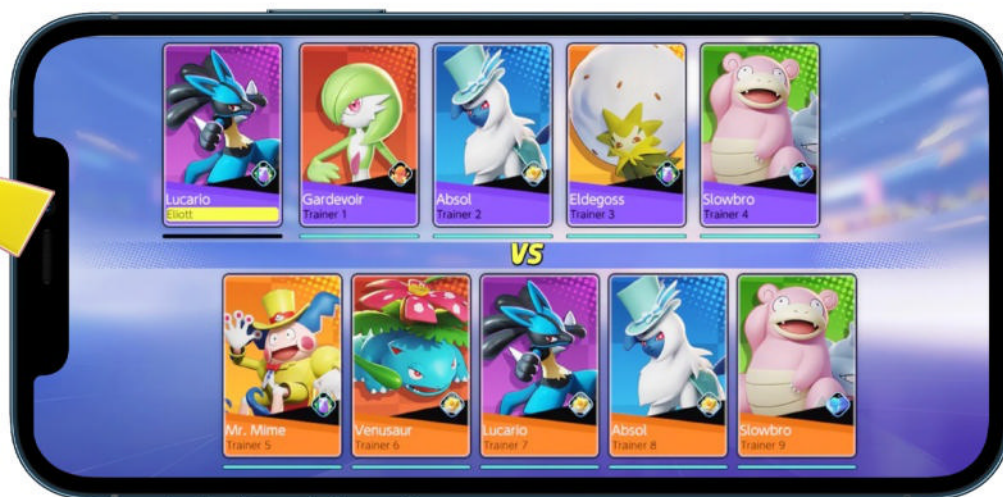 Lucario
Eliott
Gardevoir
Trainer 1
Absol
Trainer 2
Eldegoss
Trainer 3
Slowbro
Trainer 4
VS
Mr. Mime
Trainer 5
Venusaur
Trainer 6
Lucario
Trainer 7
Absol
Trainer 8
Slowbro
Trainer 9